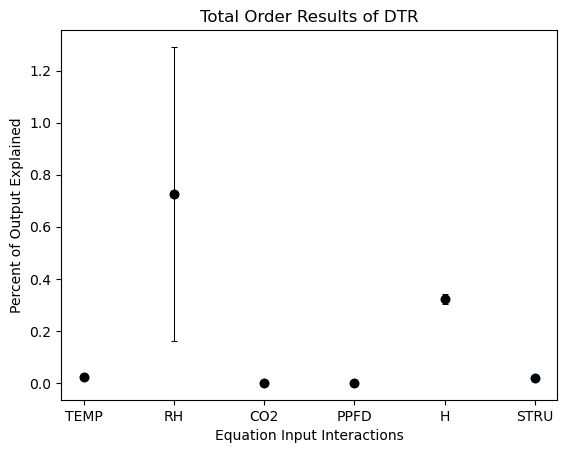 Total Order Results of DTR
Percent of Output Explained
1.2
1.0
0.8
0.6
0.4
0.2
0.0
TEMP RH CO2 PPFD H STRU
Equation Input Interactions